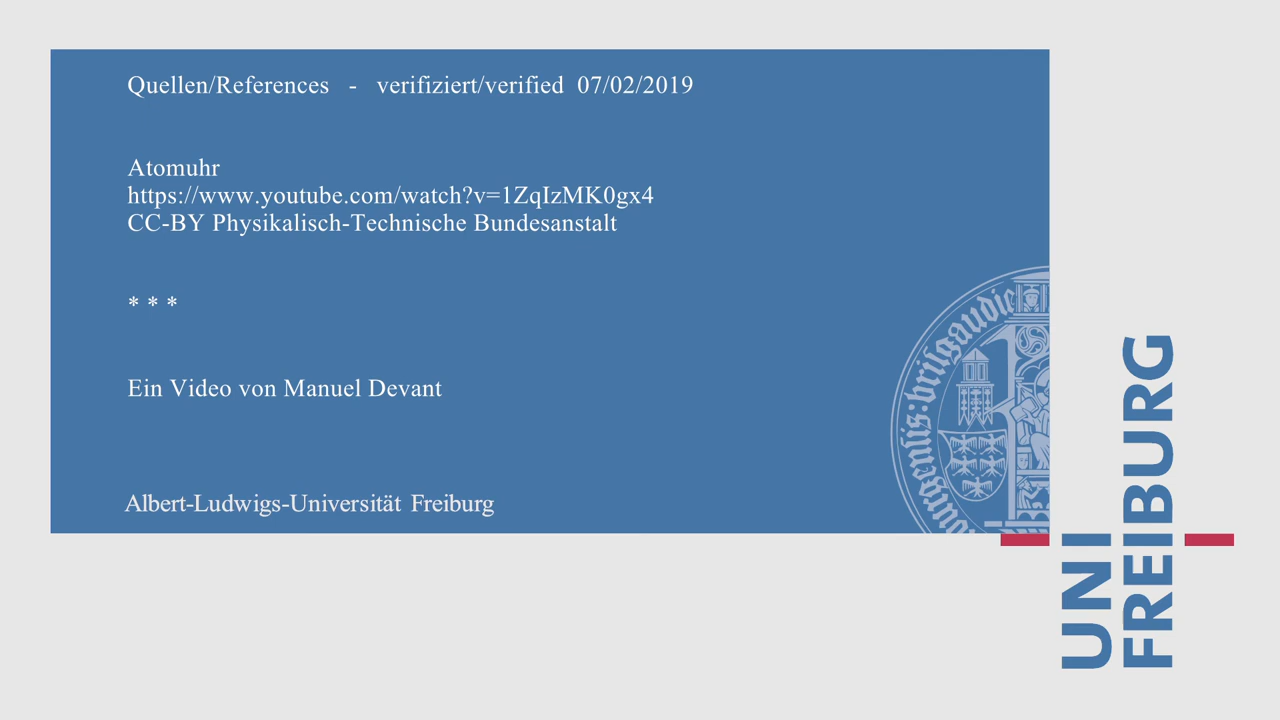 Quellen/References - verifiziert/verified 07/02/2019
Atomuhr
https://www.youtube.com/watch?v=1ZqIzMK0gx4
CC-BY Physikalisch-Technische Bundesanstalt
* * *
Ein Video von Manuel Devant
Albert-Ludwigs-Universität Freiburg
UNI
FREIBURG